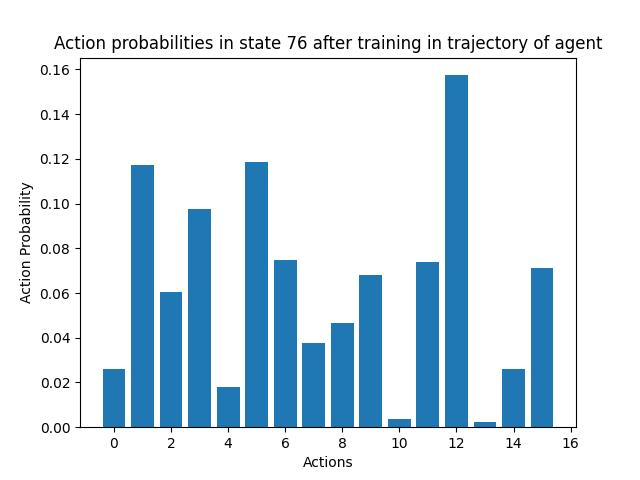 Action probabilities in state 76 after training in trajectory of agent
0.16
0.14
0.12
0.10
0.08
0.06
0.04
0.02
0.00
Action Probability
0 2 4 6 8 10 12 14 16
Actions